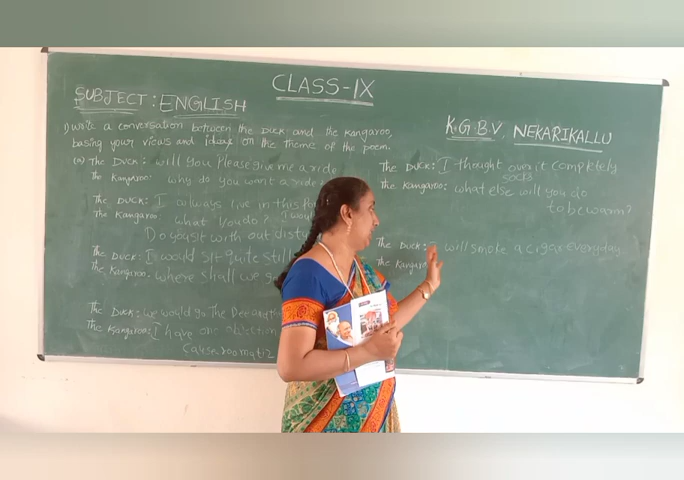 CLASS-IX
SUBJECT: ENGLISH
K.G.B.V, NEKARIKALLU
1) Write a conversation between the Duck and the Kangaroo,
basing your views and ideas on the theme of the poem.
(a) The Duck: will you please give me a ride
The Kangaroo: why do you want a ride
The Duck: I always live in this
The Kangaroo: what you do? I would
Do you sit with out
The Duck: I would sit quite still
The Kangaroo: where shall we
The Duck: we would go The Dee and
The Kangaroo: I have one objection
Cause
The Duck: I thought over it completely
socks
The Kangaroo: what else will you do
to be warm?
The Duck: I will smoke a cigar everyday
The Kangaroo